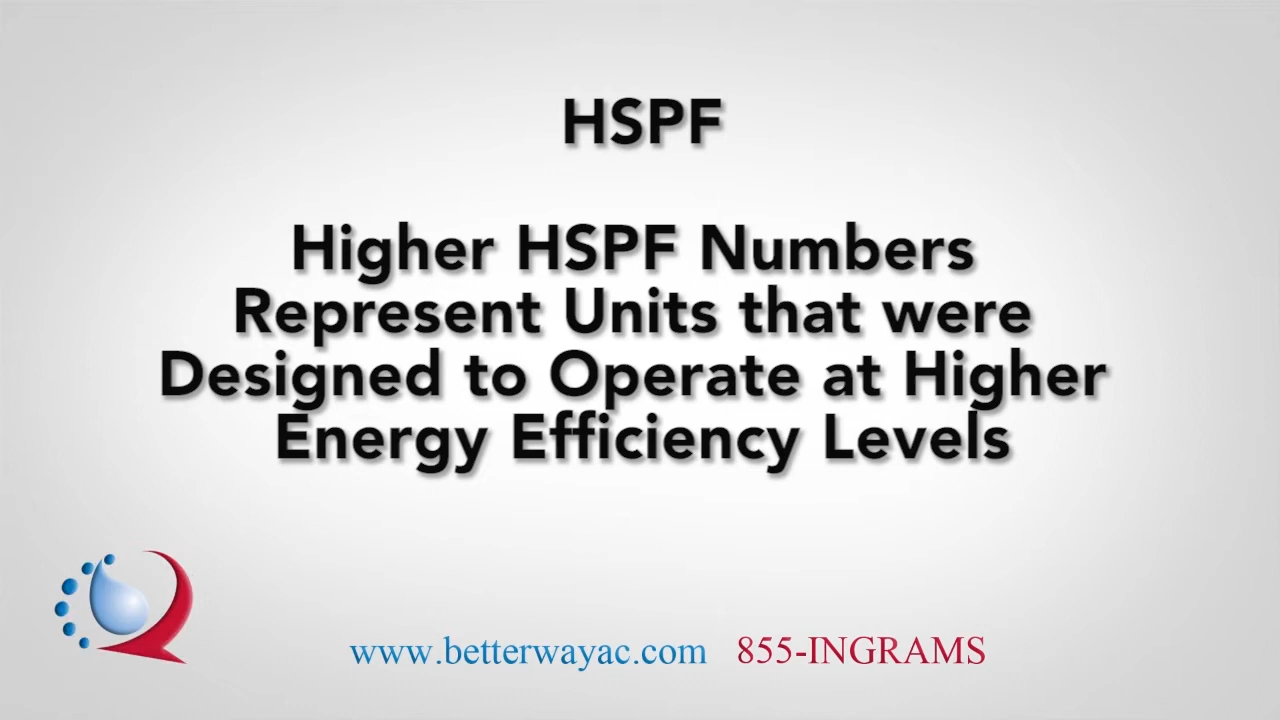 HSPF
Higher HSPF Numbers
Represent Units that were
Designed to Operate at Higher
Energy Efficiency Levels
www.betterwayac.com 855-INGRAMS